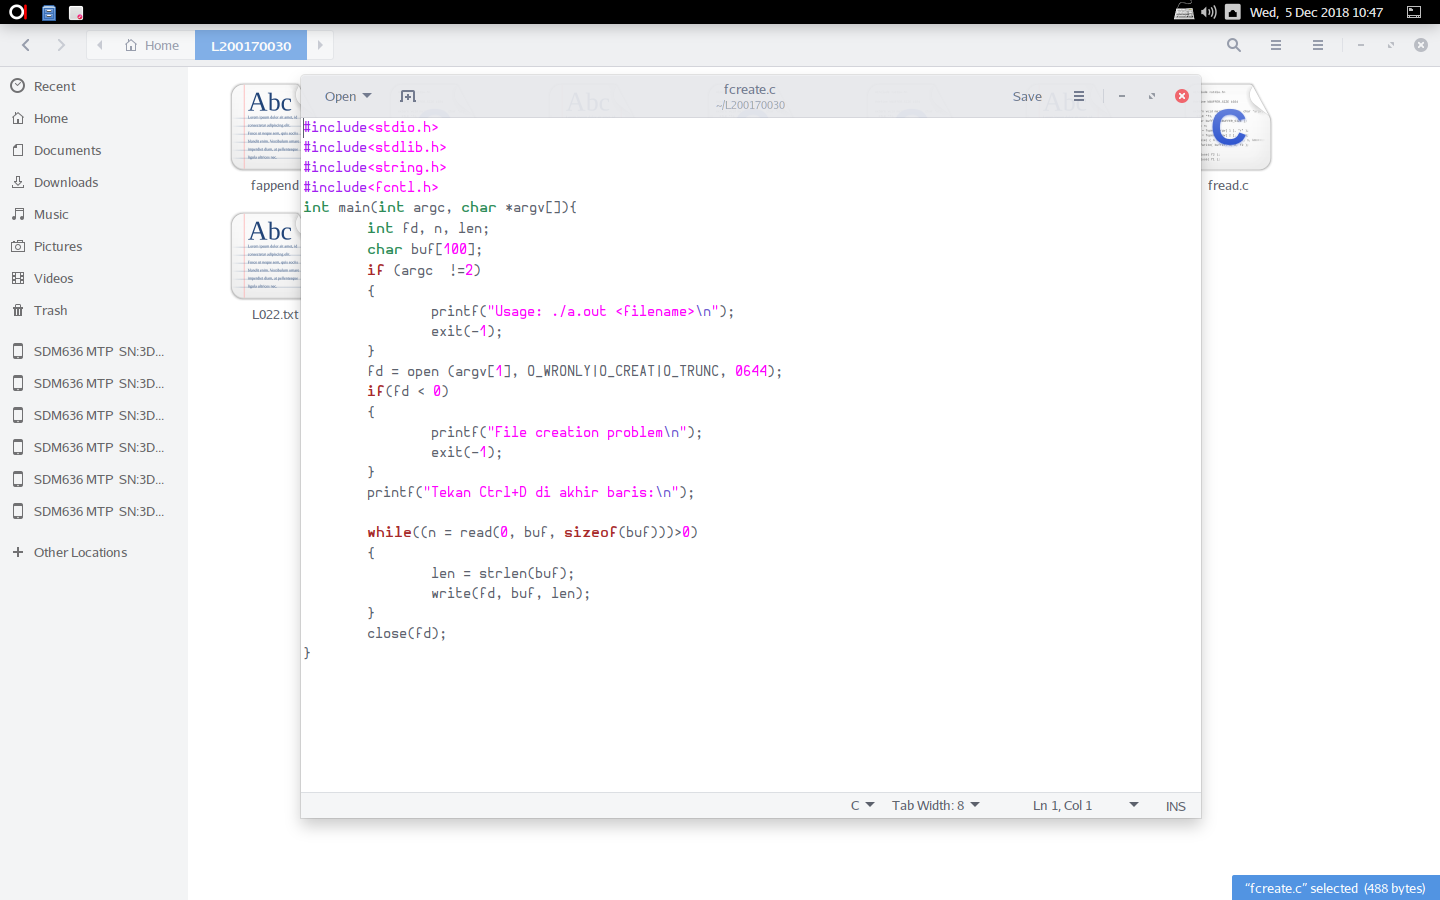 Wed, 5 Dec 2018 10:47
Home
L200170030
Recent
Home
Documents
Downloads
Music
Pictures
Videos
Trash
SDM636 MTP SN:3D...
SDM636 MTP SN:3D...
SDM636 MTP SN:3D...
SDM636 MTP SN:3D...
SDM636 MTP SN:3D...
SDM636 MTP SN:3D...
Other Locations
Abc
fappend
Abc
L022.txt
C
fread.c
Open
fcreate.c
~/L200170030
Save
#include<stdio.h>
#include<stdlib.h>
#include<string.h>
#include<fcntl.h>
int main(int argc, char *argv[]){
        int fd, n, len;
        char buf[100];
        if (argc  !=2)
        {
                printf("Usage: ./a.out <filename>\n");
                exit(-1);
        }
        fd = open (argv[1], O_WRONLY|O_CREAT|O_TRUNC, 0644);
        if(fd < 0)
        {
                printf("File creation problem\n");
                exit(-1);
        }
        printf("Tekan Ctrl+D di akhir baris:\n");
        while((n = read(0, buf, sizeof(buf)))>0)
        {
                len = strlen(buf);
                write(fd, buf, len);
        }
        close(fd);
}
C
Tab Width: 8
Ln 1, Col 1
INS
"fcreate.c" selected (488 bytes)